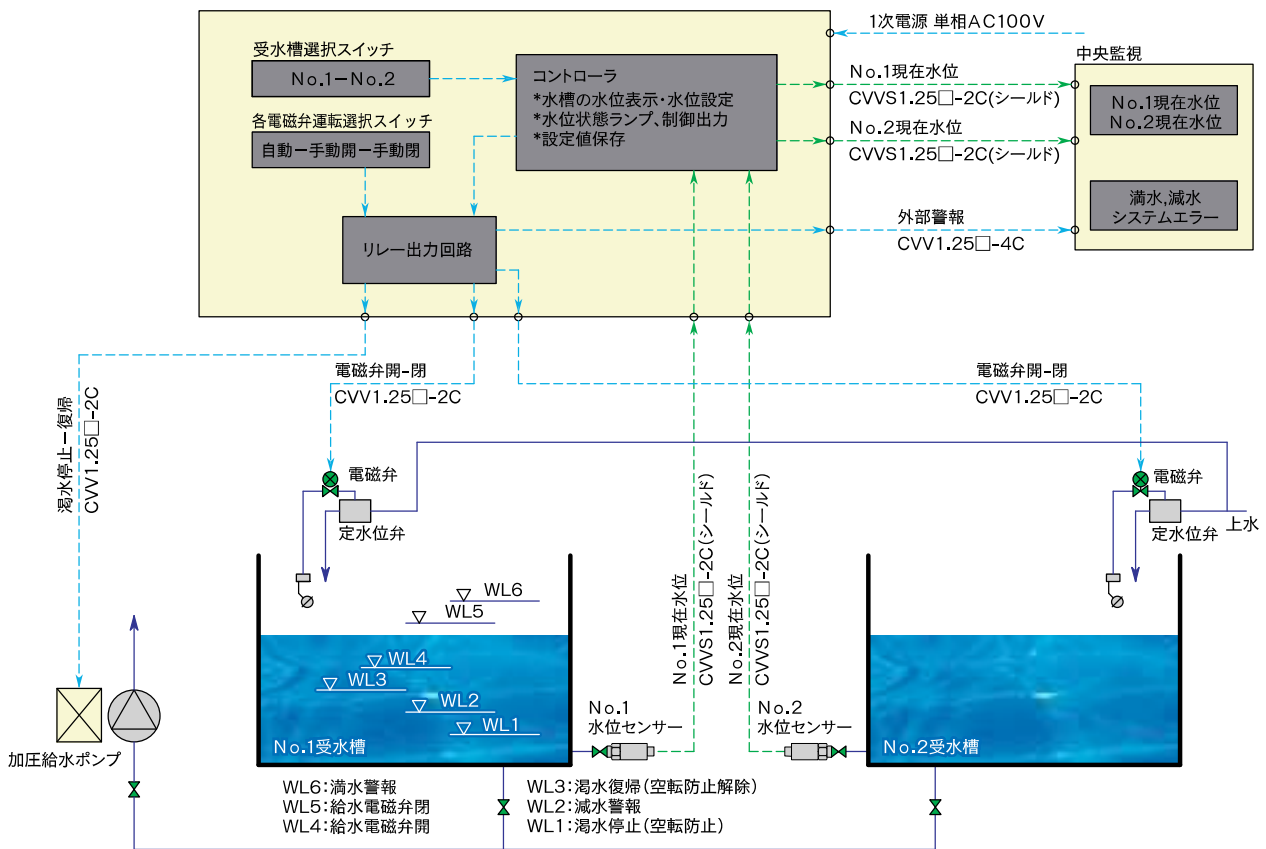 1次電源 単相AC100V
受水槽選択スイッチ
No.1－No.2
各電磁弁運転選択スイッチ
自動－手動開－手動閉
コントローラ
*水槽の水位表示・水位設定
*水位状態ランプ、制御出力
*設定値保存
リレー出力回路
No.1現在水位
CVVS1.25□-2C(シールド)
No.2現在水位
CVVS1.25□-2C(シールド)
外部警報
CVV1.25□-4C
中央監視
No.1現在水位
No.2現在水位
満水,減水
システムエラー
渇水停止－復帰
CVV1.25□-2C
電磁弁開-閉
CVV1.25□-2C
電磁弁開-閉
CVV1.25□-2C
電磁弁
定水位弁
電磁弁
定水位弁
上水
No.1現在水位
CVVS1.25□-2C(シールド)
No.2現在水位
CVVS1.25□-2C(シールド)
WL6
WL5
WL4
WL3
WL2
WL1
No.1受水槽
No.1
水位センサー
No.2
水位センサー
No.2受水槽
加圧給水ポンプ
WL6:満水警報
WL5:給水電磁弁閉
WL4:給水電磁弁開
WL3:渇水復帰(空転防止解除)
WL2:減水警報
WL1:渇水停止(空転防止)